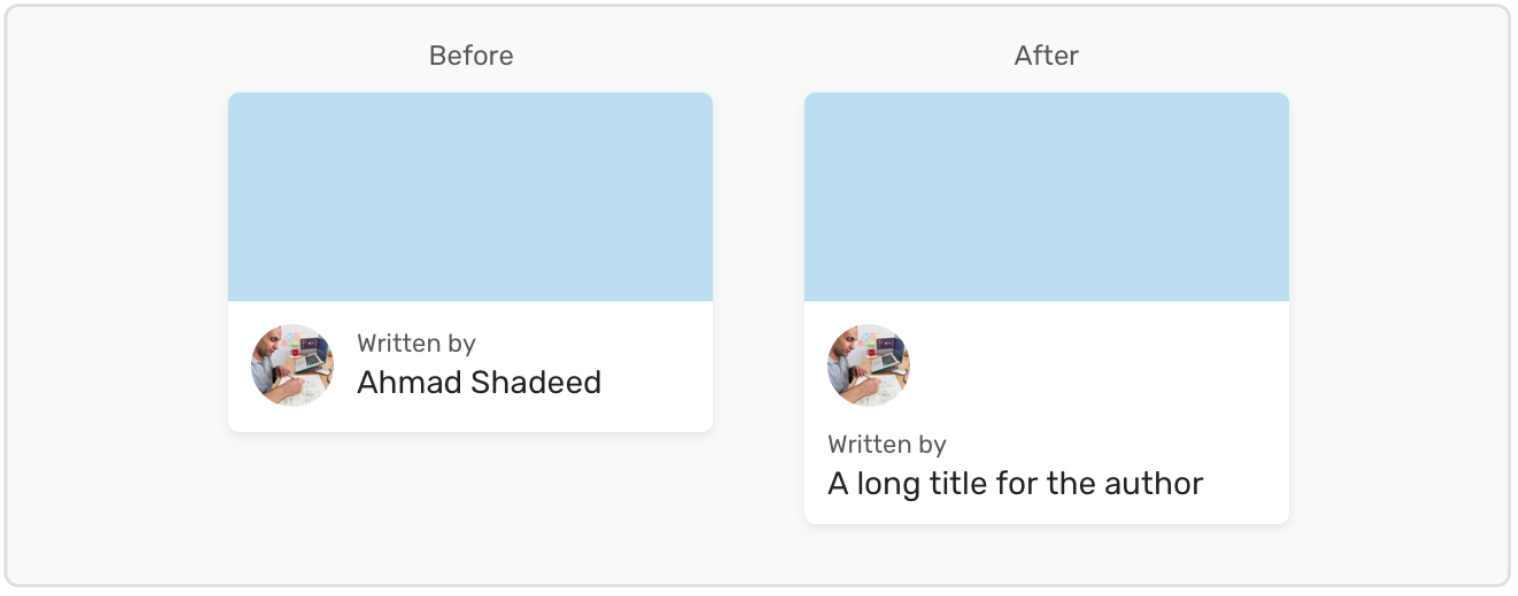 Before
After
Written by
Ahmad Shadeed
Written by
A long title for the author